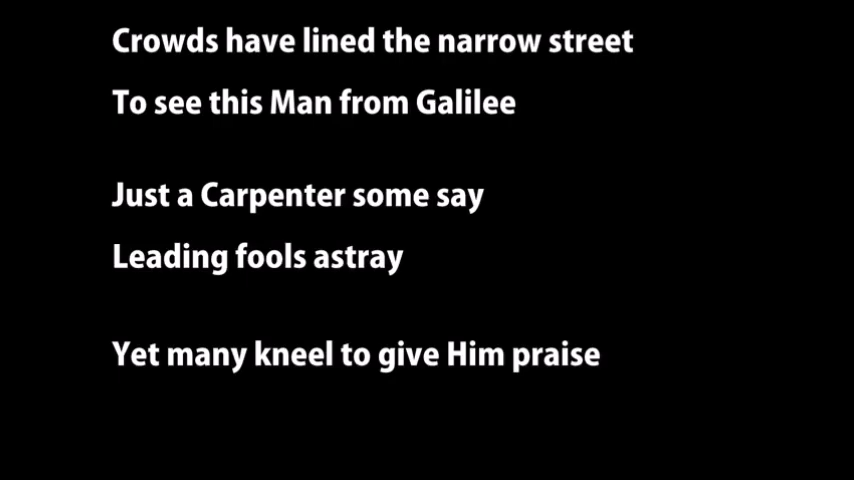 Crowds have lined the narrow street
To see this Man from Galilee
Just a Carpenter some say
Leading fools astray
Yet many kneel to give Him praise